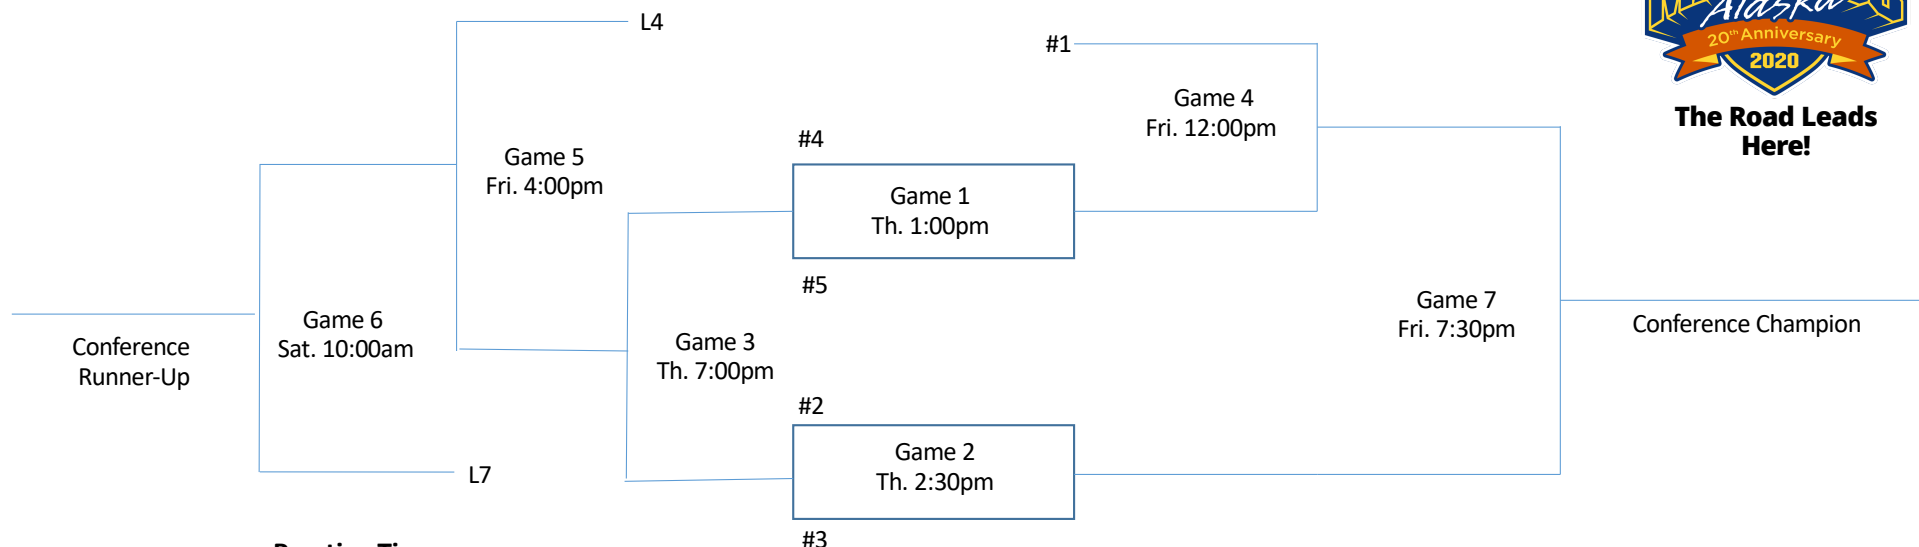 L4
#1
Alaska
20th Anniversary
2020
The Road Leads
Here!
Game 4
Fri. 12:00pm
#4
Game 5
Fri. 4:00pm
Game 1
Th. 1:00pm
#5
Game 7
Fri. 7:30pm
Conference Champion
Game 6
Sat. 10:00am
Conference
Runner-Up
Game 3
Th. 7:00pm
#2
Game 2
Th. 2:30pm
L7
#3